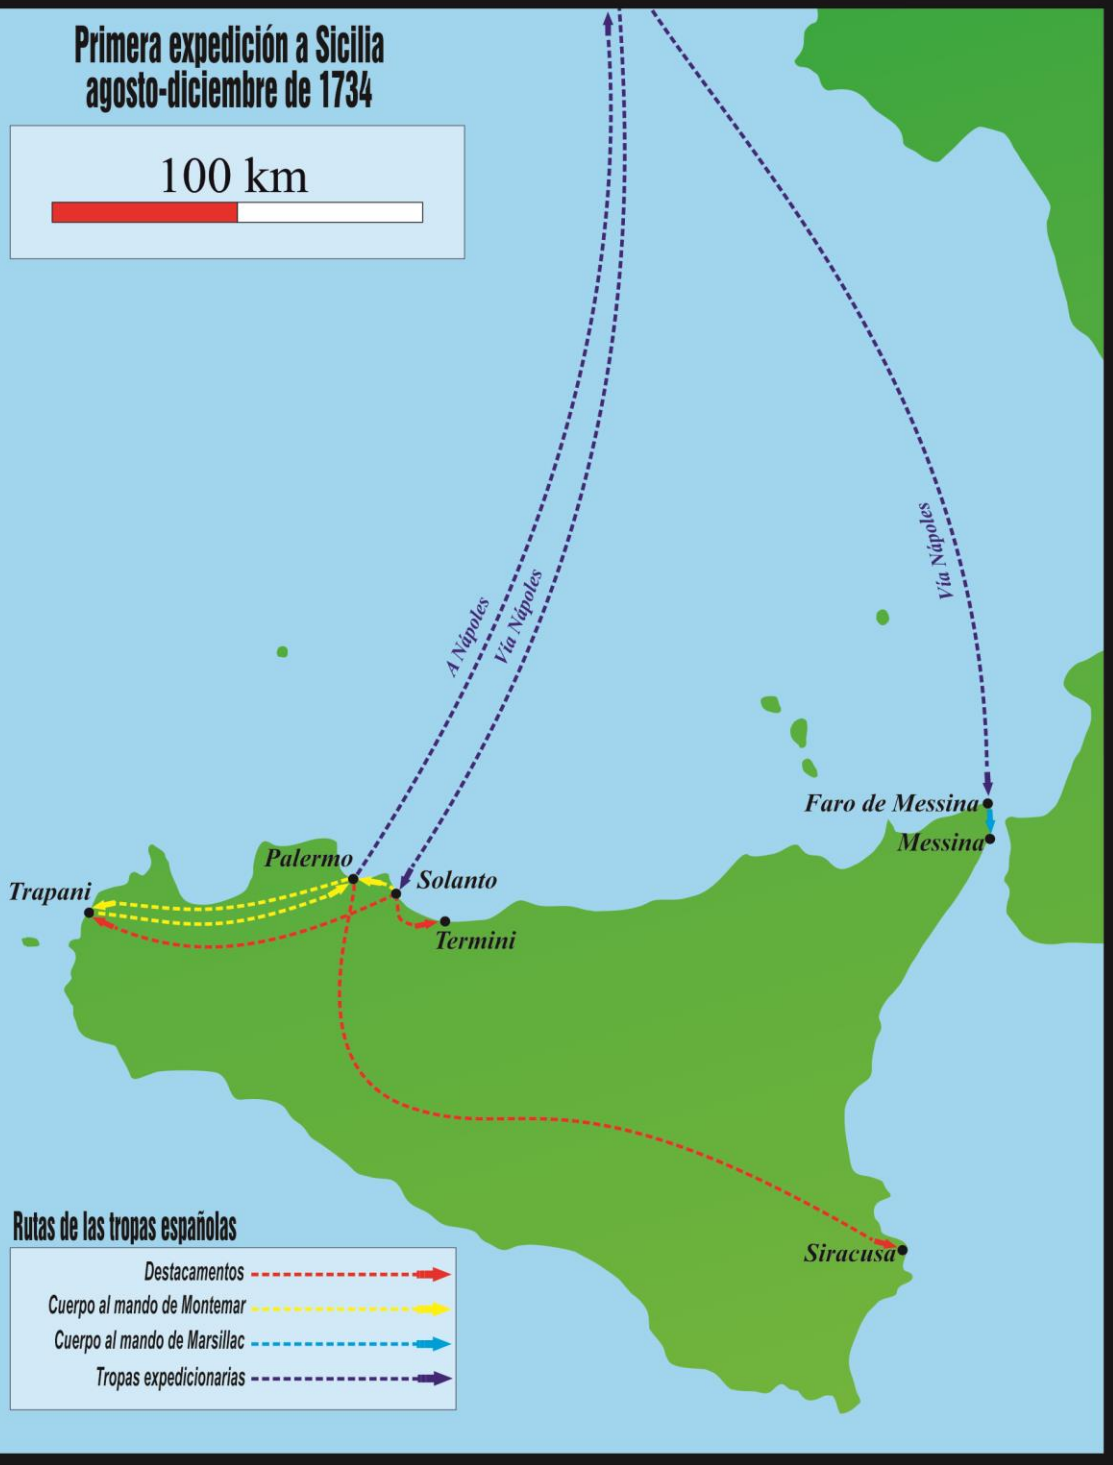 Primera expedición a Sicilia
agosto-diciembre de 1734
100 km
A Nápoles
Vía Nápoles
Vía Nápoles
Faro de Messina
Messina
Palermo
Solanto
Trapani
Termini
Siracusa
Rutas de las tropas españolas
Destacamentos
Cuerpo al mando de Montemar
Cuerpo al mando de Marsillac
Tropas expedicionarias